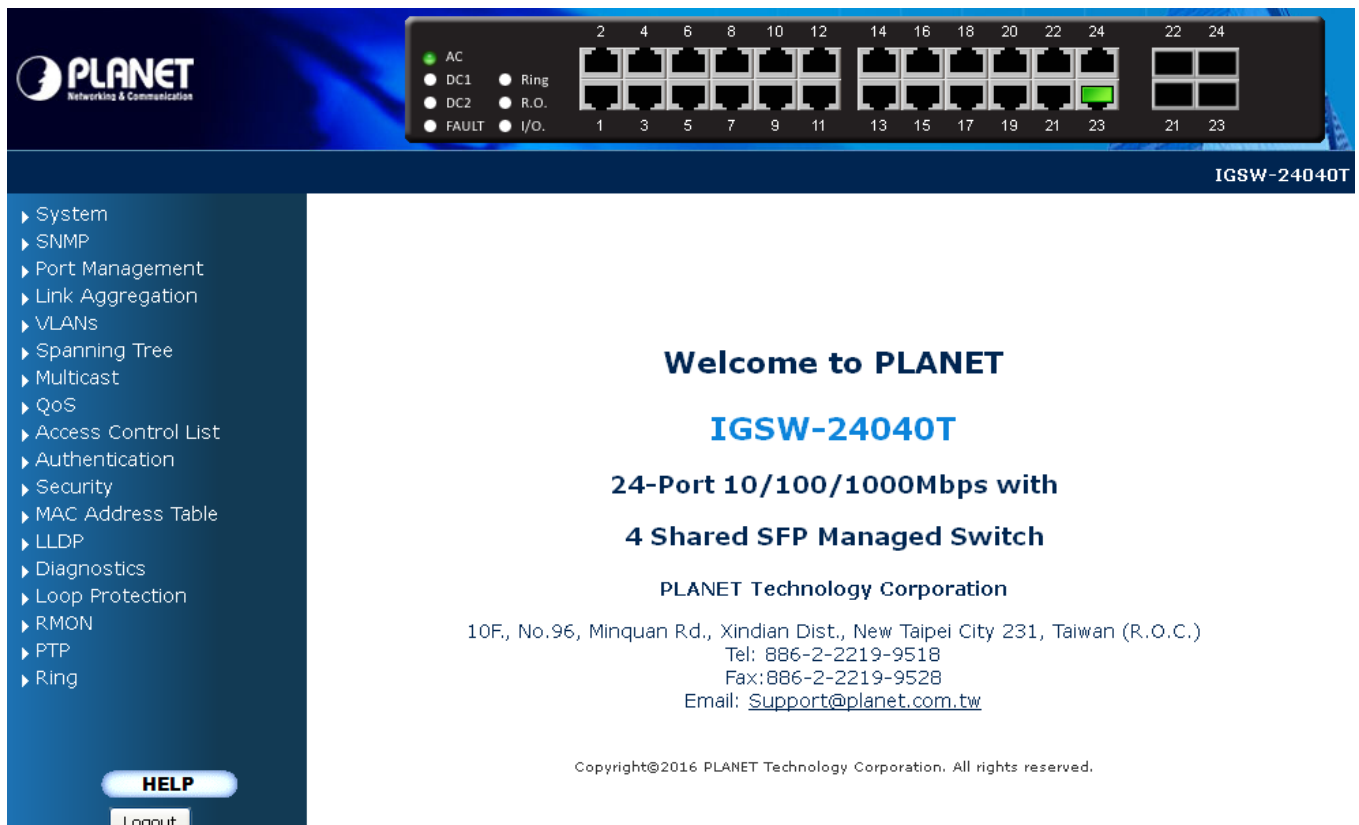 PLANET
Networking & Communication
2 4 6 8 10 12 14 16 18 20 22 24 22 24
AC
DC1 Ring
DC2 R.O.
FAULT I/O.
1 3 5 7 9 11 13 15 17 19 21 23 21 23
IGSW-24040T
System
SNMP
Port Management
Link Aggregation
VLANs
Spanning Tree
Multicast
QoS
Access Control List
Authentication
Security
MAC Address Table
LLDP
Diagnostics
Loop Protection
RMON
PTP
Ring
HELP
Logout
Welcome to PLANET
IGSW-24040T
24-Port 10/100/1000Mbps with
4 Shared SFP Managed Switch
PLANET Technology Corporation
10F., No.96, Minquan Rd., Xindian Dist., New Taipei City 231, Taiwan (R.O.C.)
Tel: 886-2-2219-9518
Fax:886-2-2219-9528
Email: Support@planet.com.tw
Copyright©2016 PLANET Technology Corporation. All rights reserved.